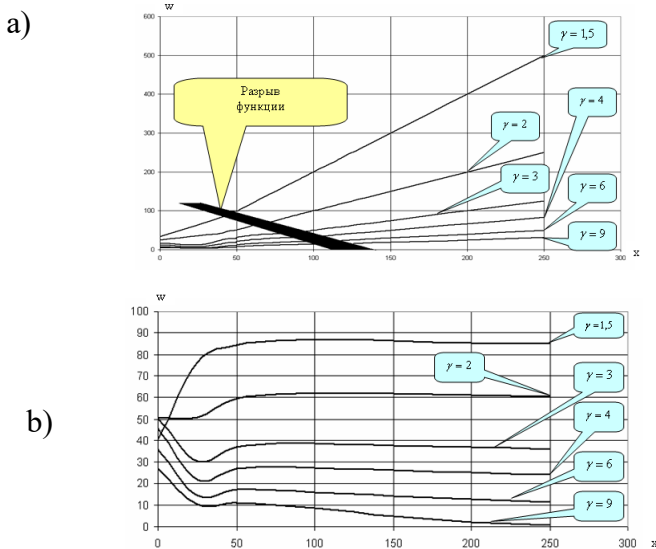 a)
w
600
500
400
300
200
100
0
0 50 100 150 200 250 300
x
Разрыв
функции
γ = 1,5
γ = 4
γ = 2
γ = 3
γ = 6
γ = 9
b)
w
100
90
80
70
60
50
40
30
20
10
0
0 50 100 150 200 250 300
x
γ =1,5
γ = 2
γ = 3
γ = 4
γ = 6
γ = 9